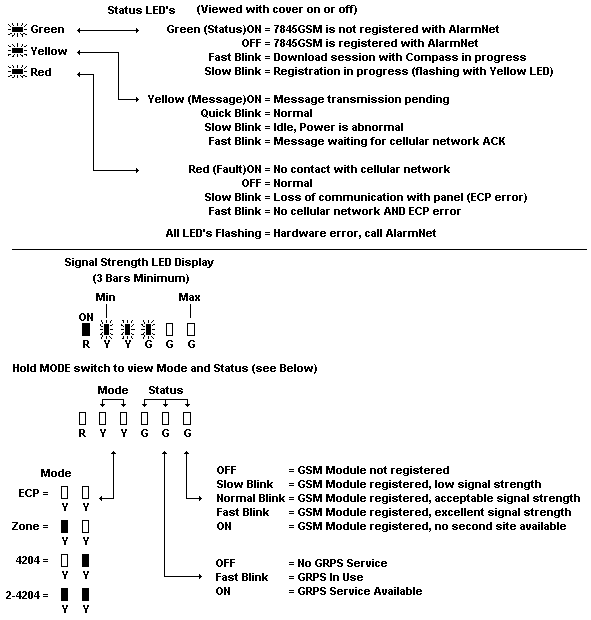 Status LED's (Viewed with cover on or off)
Green Green (Status)ON = 7845GSM is not registered with AlarmNet
OFF = 7845GSM is registered with AlarmNet
Yellow Fast Blink = Download session with Compass in progress
Red Slow Blink = Registration in progress (flashing with Yellow LED)
Yellow (Message)ON = Message transmission pending
Quick Blink = Normal
Slow Blink = Idle, Power is abnormal
Fast Blink = Message waiting for cellular network ACK
Red (Fault)ON = No contact with cellular network
OFF = Normal
Slow Blink = Loss of communication with panel (ECP error)
Fast Blink = No cellular network AND ECP error
All LED's Flashing = Hardware error, call AlarmNet
Signal Strength LED Display
(3 Bars Minimum)
Min Max
ON
R Y Y G G G
Hold MODE switch to view Mode and Status (see Below)
Mode Status
R Y Y G G G
Mode
ECP =
Y Y
Zone =
Y Y
4204 =
Y Y
2-4204 =
Y Y
OFF = GSM Module not registered
Slow Blink = GSM Module registered, low signal strength
Normal Blink = GSM Module registered, acceptable signal strength
Fast Blink = GSM Module registered, excellent signal strength
ON = GSM Module registered, no second site available
OFF = No GRPS Service
Fast Blink = GRPS In Use
ON = GRPS Service Available